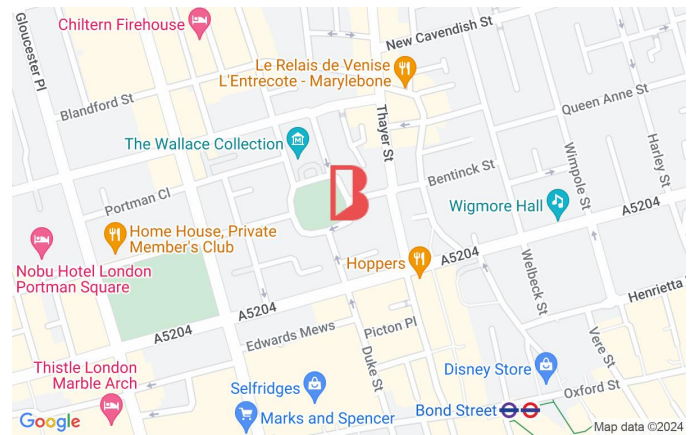 Chiltern Firehouse
Gloucester Pl
New Cavendish St
Le Relais de Venise
L'Entrecote - Marylebone
Blandford St
Queen Anne St
Thayer St
The Wallace Collection
Harley St
Wimpole St
Bentinck St
Portman Cl
Wigmore Hall
A5204
Home House, Private
Member's Club
Nobu Hotel London
Portman Square
Hoppers
A5204
Welbeck St
Henrietta
A5204
Edwards Mews
Picton Pl
Vere St
Duke St
Thistle London
Marble Arch
Disney Store
Selfridges
Oxford St
Marks and Spencer
Bond Street
Google
Map data ©2024
B